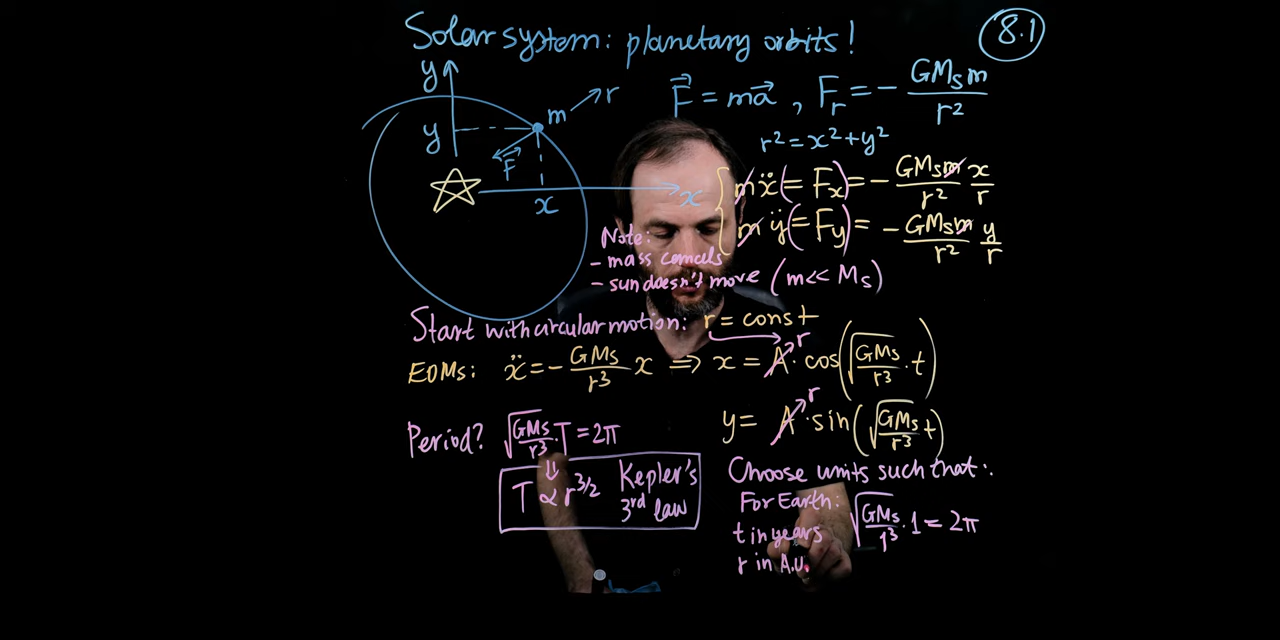 Solar system: planetary orbits!
8.1
y
m r
F⃗ = ma⃗ , F_r = - GM_s m / r²
y
F⃗
r² = x² + y²
x
x
mẍ (= F_x) = - GM_s m / r² x/r
mÿ (= F_y) = - GM_s m / r² y/r
Note:
- mass cancels
- sun doesn't move (m << M_s)
Start with circular motion: r = const
EOMs: ẍ = - GM_s / r³ x ⇒ x = A r · cos(√(GM_s / r³) · t)
y = A r · sin(√(GM_s / r³) t)
Period? √(GM_s / r³) · T = 2π
⇓
T ∝ r^3/2 Kepler's
3rd law
Choose units such that:
For Earth: √(GM_s / 1³) · 1 = 2π
t in years
r in A.U.